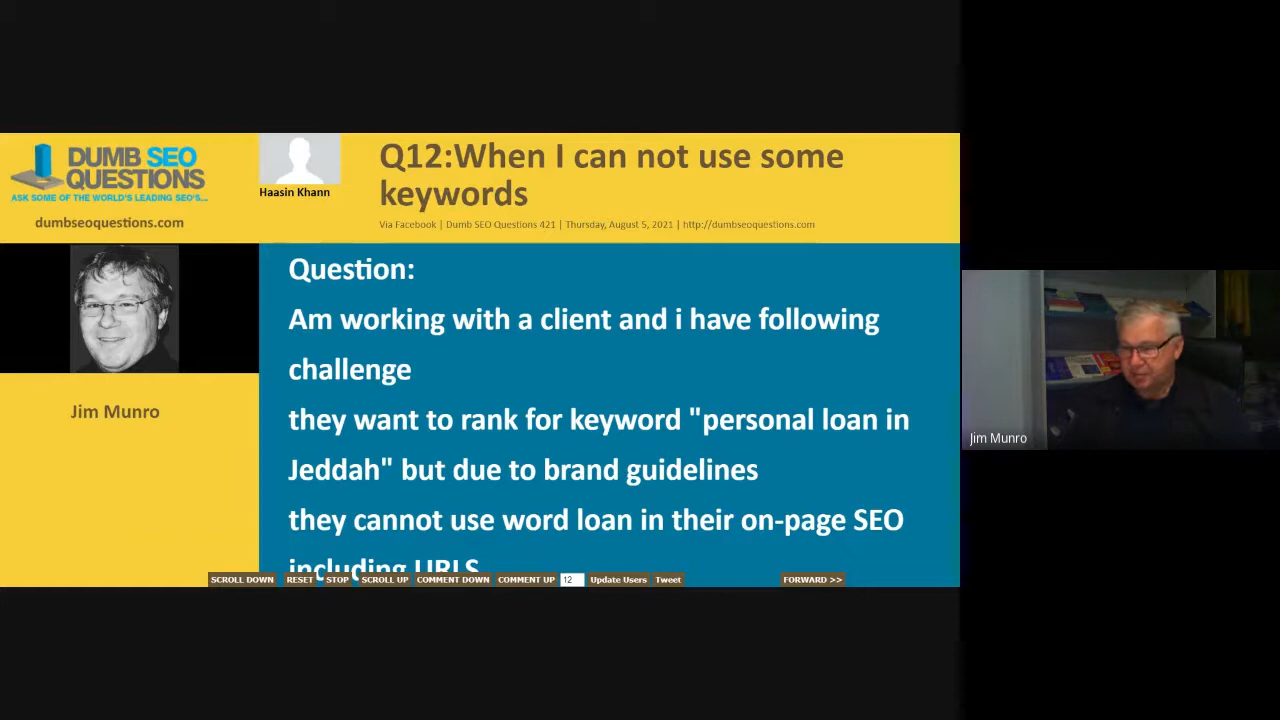 DUMB SEO
QUESTIONS
ASK SOME OF THE WORLD'S LEADING SEO'S...
dumbseoquestions.com
Haasin Khann
Q12:When I can not use some
keywords
Via Facebook | Dumb SEO Questions 421 | Thursday, August 5, 2021 | http://dumbseoquestions.com
Jim Munro
Question:
Am working with a client and i have following
challenge
they want to rank for keyword "personal loan in
Jeddah" but due to brand guidelines
they cannot use word loan in their on-page SEO
including URLS
SCROLL DOWN RESET STOP SCROLL UP COMMENT DOWN COMMENT UP 12 Update Users Tweet FORWARD >>
Jim Munro